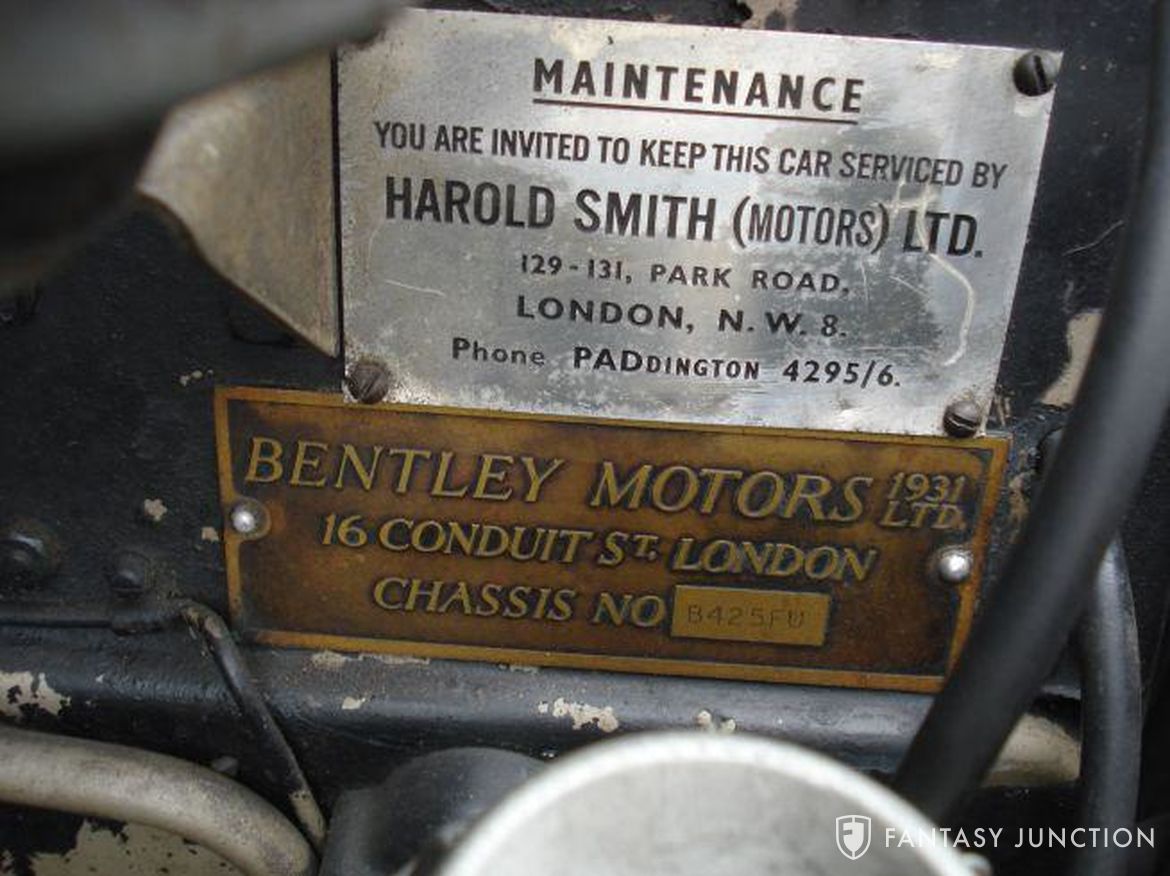 MAINTENANCE
YOU ARE INVITED TO KEEP THIS CAR SERVICED BY
HAROLD SMITH (MOTORS) LTD.
129-131, PARK ROAD,
LONDON, N.W. 8.
Phone PADDINGTON 4295/6.
BENTLEY MOTORS 1931 LTD.
16 CONDUIT ST. LONDON
CHASSIS NO B425FU
FANTASY JUNCTION